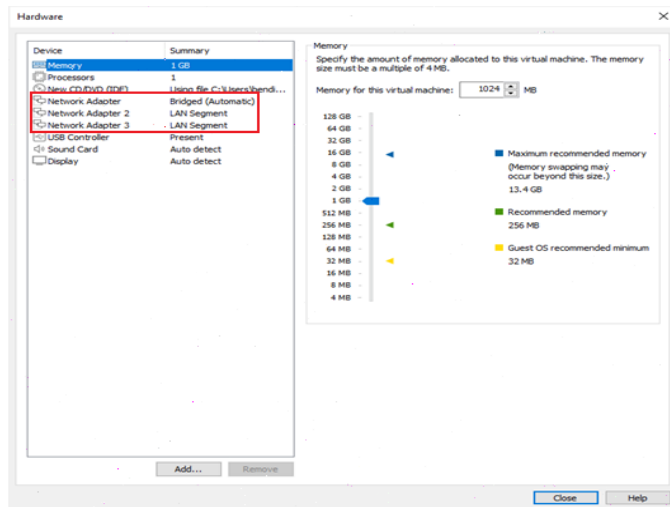 Hardware
Device Summary
Memory 1 GB
Processors 1
New CD/DVD (IDE) Using file C:\Users\bendi...
Network Adapter Bridged (Automatic)
Network Adapter 2 LAN Segment
Network Adapter 3 LAN Segment
USB Controller Present
Sound Card Auto detect
Display Auto detect
Add... Remove
Memory
Specify the amount of memory allocated to this virtual machine. The memory
size must be a multiple of 4 MB.
Memory for this virtual machine: 1024 MB
128 GB
64 GB
32 GB
16 GB
8 GB
4 GB
2 GB
1 GB
512 MB
256 MB
128 MB
64 MB
32 MB
16 MB
8 MB
4 MB
Maximum recommended memory
(Memory swapping may
occur beyond this size.)
13.4 GB
Recommended memory
256 MB
Guest OS recommended minimum
32 MB
Close Help